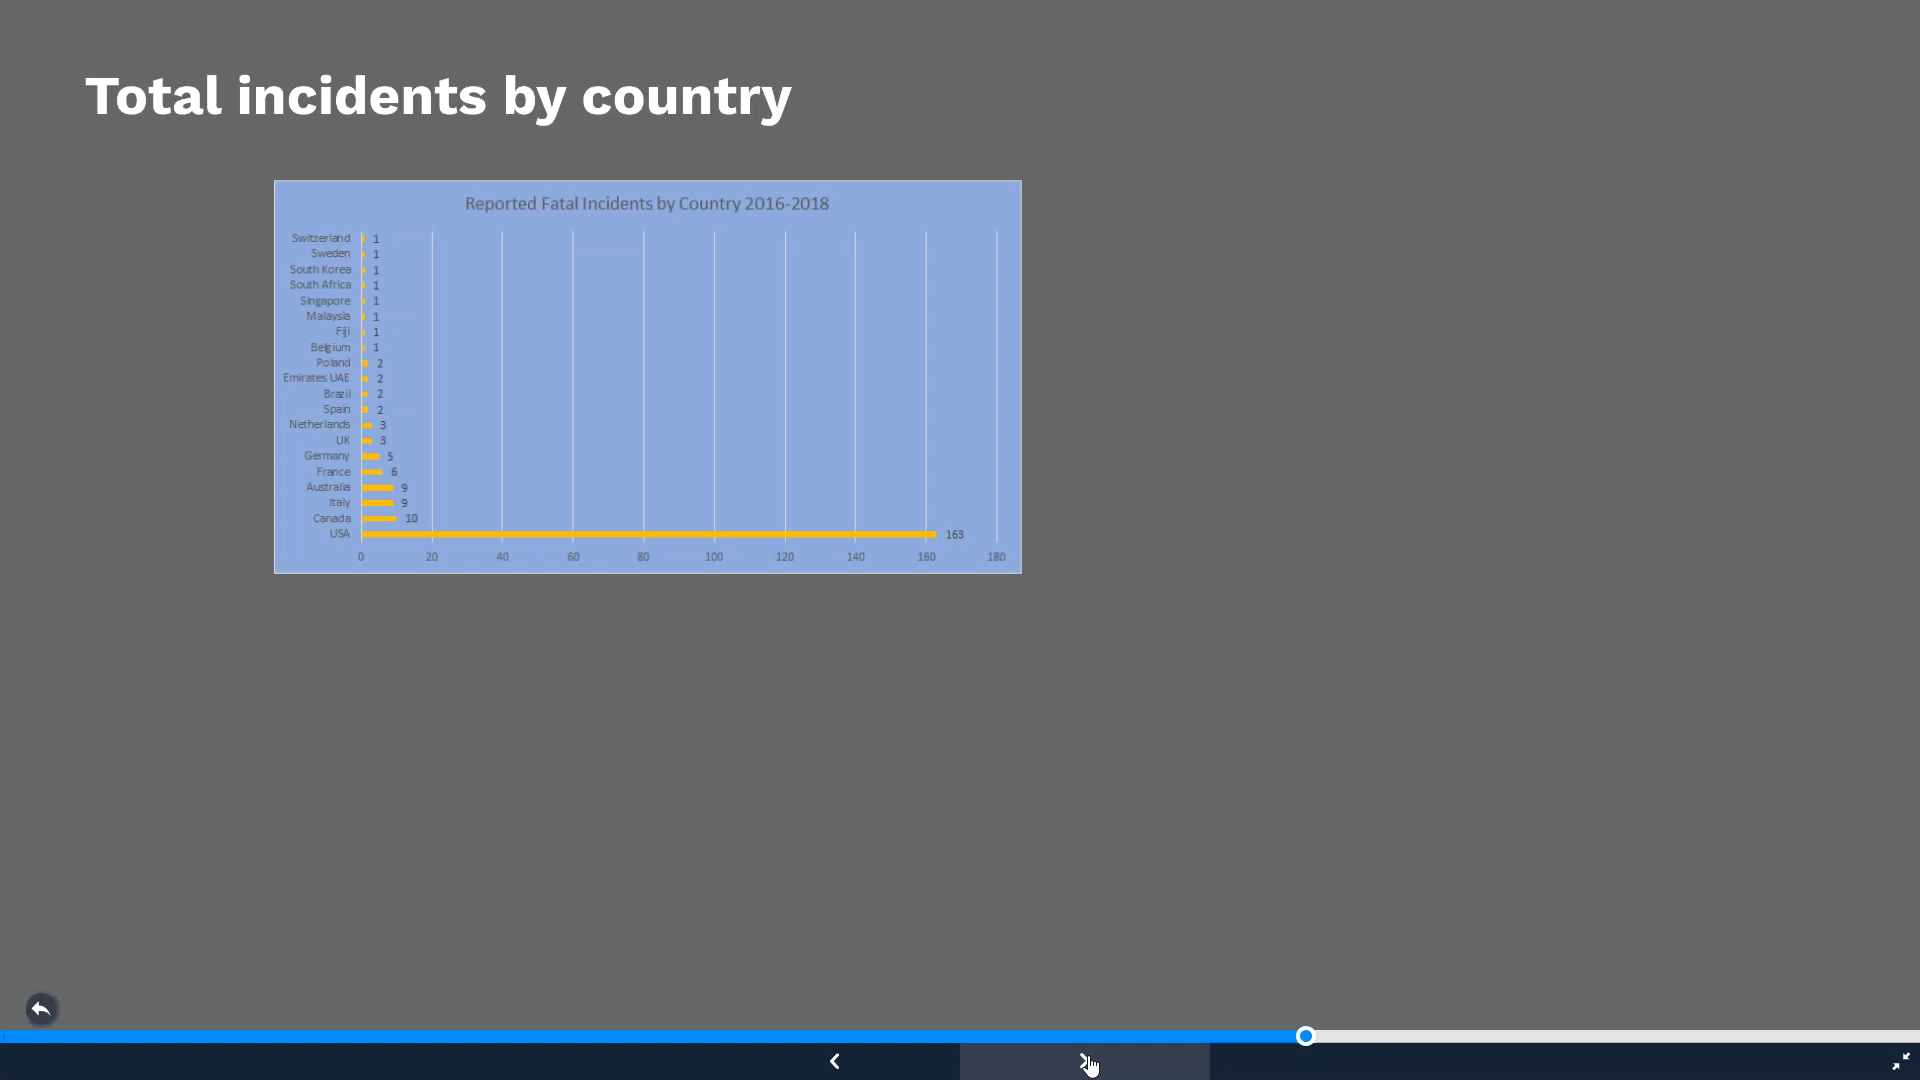 Total incidents by country
Reported Fatal Incidents by Country 2016-2018
Switzerland 1
Sweden 1
South Korea 1
South Africa 1
Singapore 1
Malaysia 1
Fiji 1
Belgium 1
Poland 2
Emirates UAE 2
Brazil 2
Spain 2
Netherlands 3
UK 3
Germany 5
France 6
Australia 9
Italy 9
Canada 10
USA 163
0 20 40 60 80 100 120 140 160 180